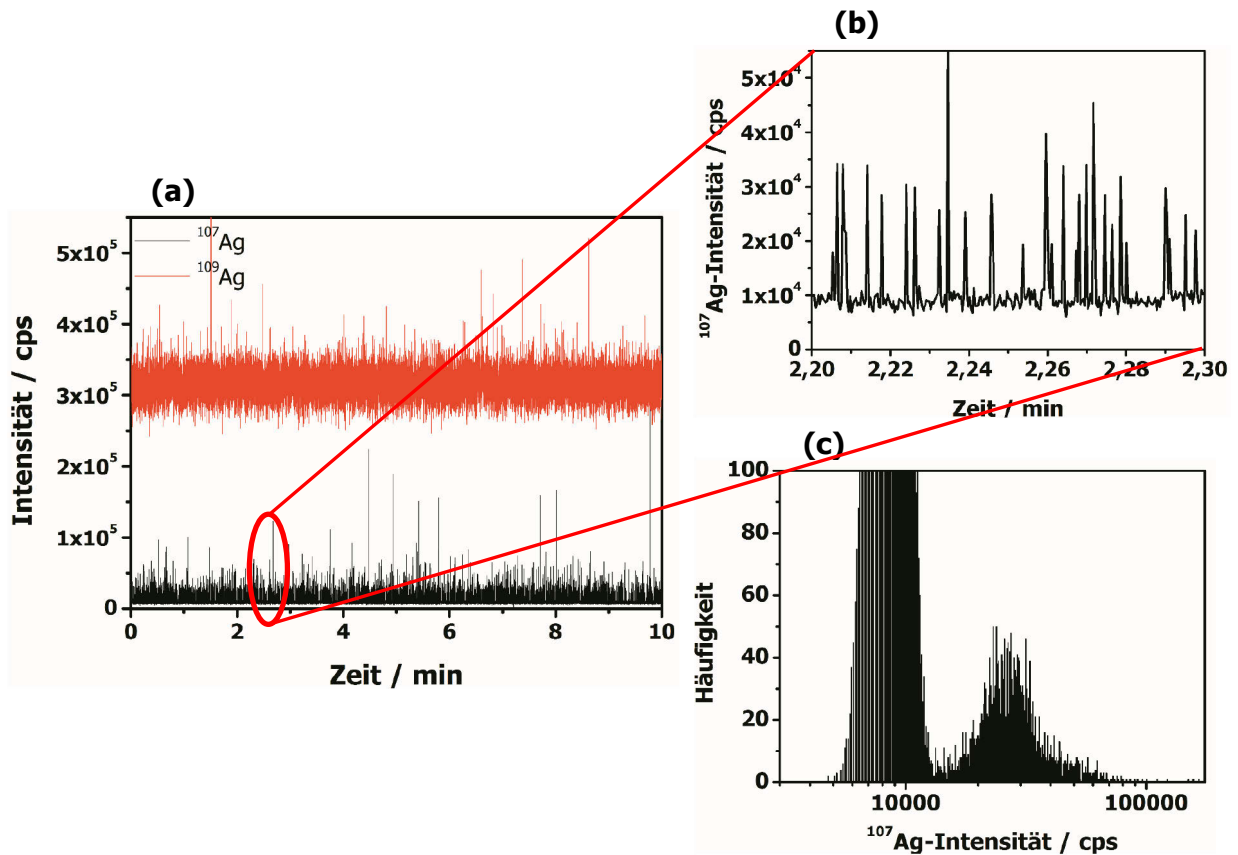 (a)
¹⁰⁷Ag
¹⁰⁹Ag
5x10⁵
4x10⁵
3x10⁵
2x10⁵
1x10⁵
0
Intensität / cps
0 2 4 6 8 10
Zeit / min
(b)
5x10⁴
4x10⁴
3x10⁴
2x10⁴
1x10⁴
0
¹⁰⁷Ag-Intensität / cps
2,20 2,22 2,24 2,26 2,28 2,30
Zeit / min
(c)
100
80
60
40
20
0
Häufigkeit
10000 100000
¹⁰⁷Ag-Intensität / cps